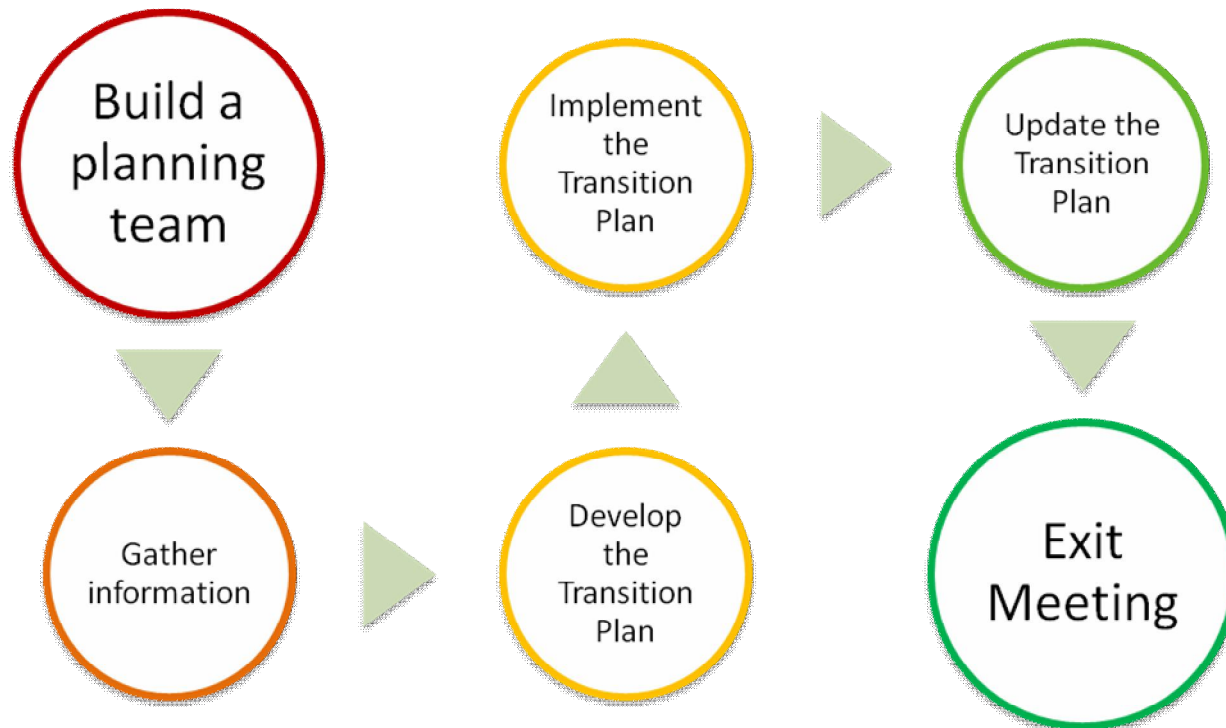 Build a
planning
team
Gather
information
Develop
the
Transition
Plan
Implement
the
Transition
Plan
Update the
Transition
Plan
Exit
Meeting